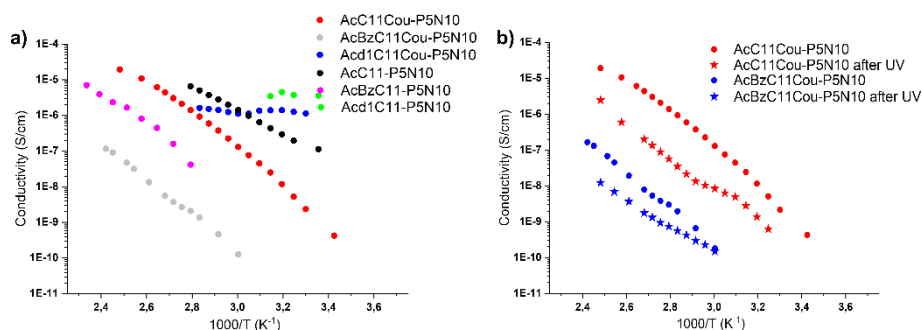 a)
AcC11Cou-P5N10
AcBzC11Cou-P5N10
Acd1C11Cou-P5N10
AcC11-P5N10
AcBzC11-P5N10
Acd1C11-P5N10
Conductivity (S/cm)
1E-4
1E-5
1E-6
1E-7
1E-8
1E-9
1E-10
1E-11
2,4 2,6 2,8 3,0 3,2 3,4
1000/T (K⁻¹)
b)
AcC11Cou-P5N10
AcC11Cou-P5N10 after UV
AcBzC11Cou-P5N10
AcBzC11Cou-P5N10 after UV
Conductivity (S/cm)
1E-4
1E-5
1E-6
1E-7
1E-8
1E-9
1E-10
1E-11
2,4 2,6 2,8 3,0 3,2 3,4
1000/T (K⁻¹)